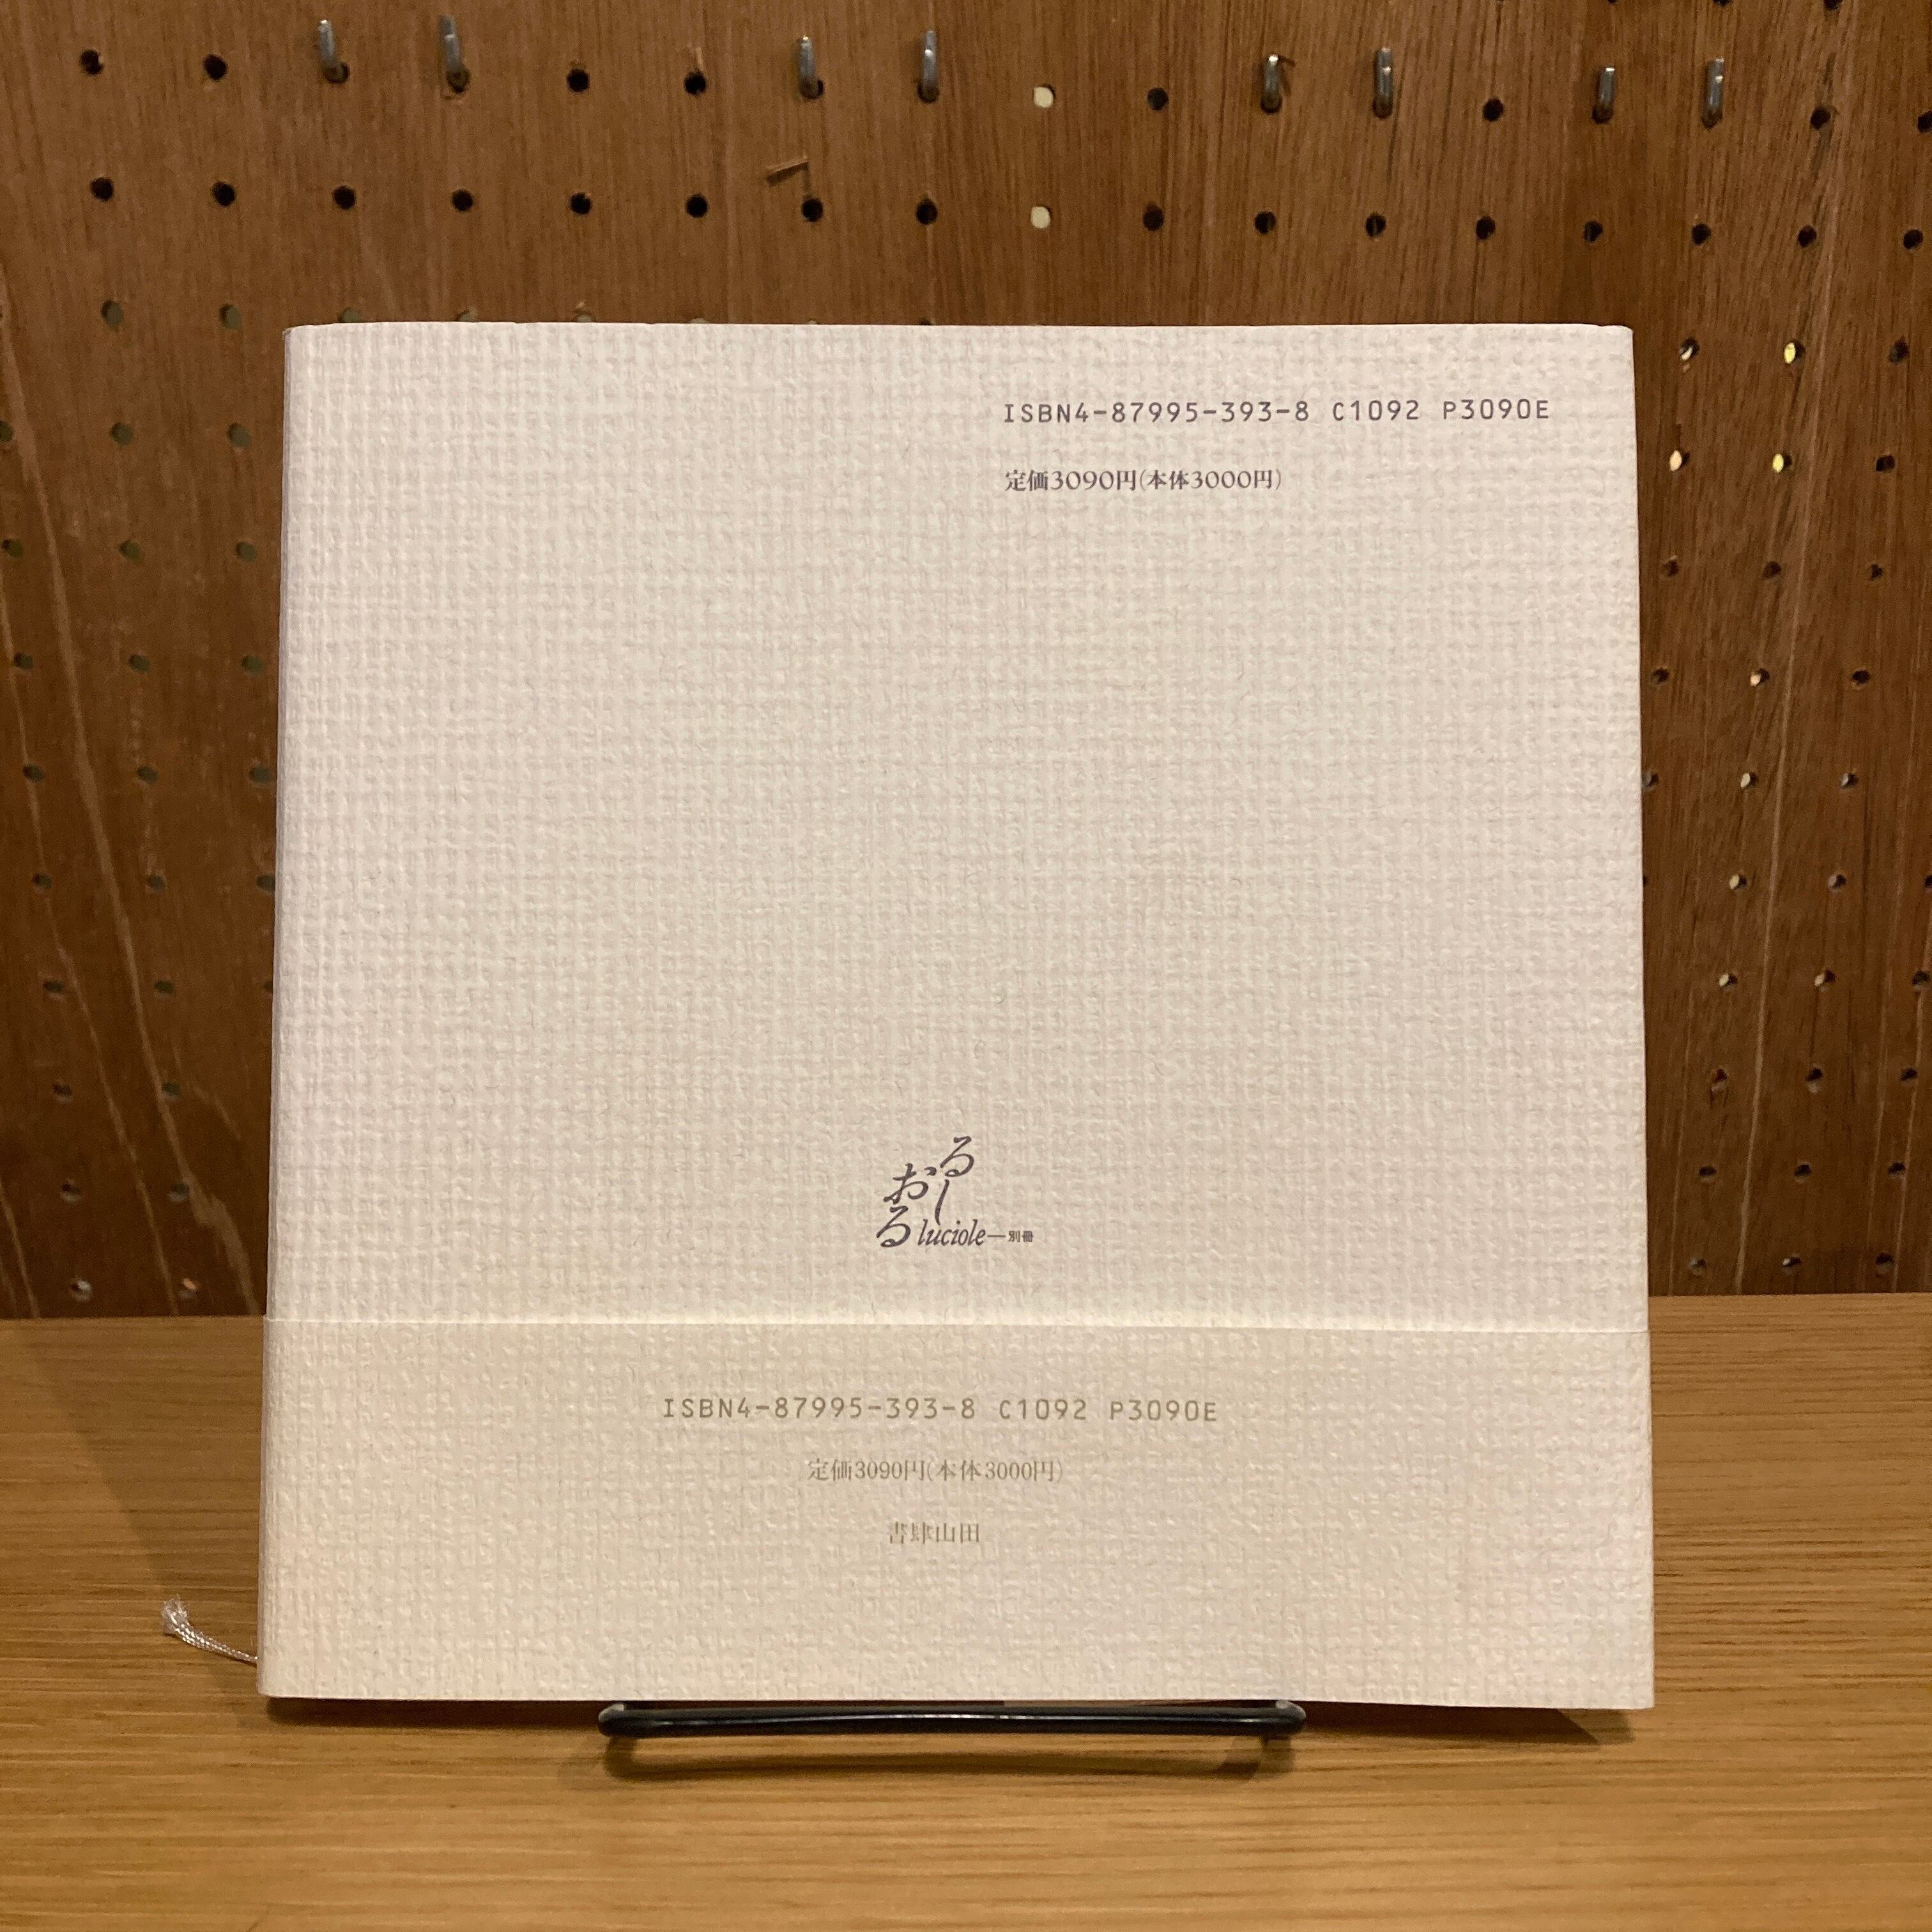 ISBN4-87995-393-8 C1092 P3090E
定価3090円(本体3000円)
るしおる
luciole—別冊
ISBN4-87995-393-8 C1092 P3090E
定価3090円(本体3000円)
書肆山田